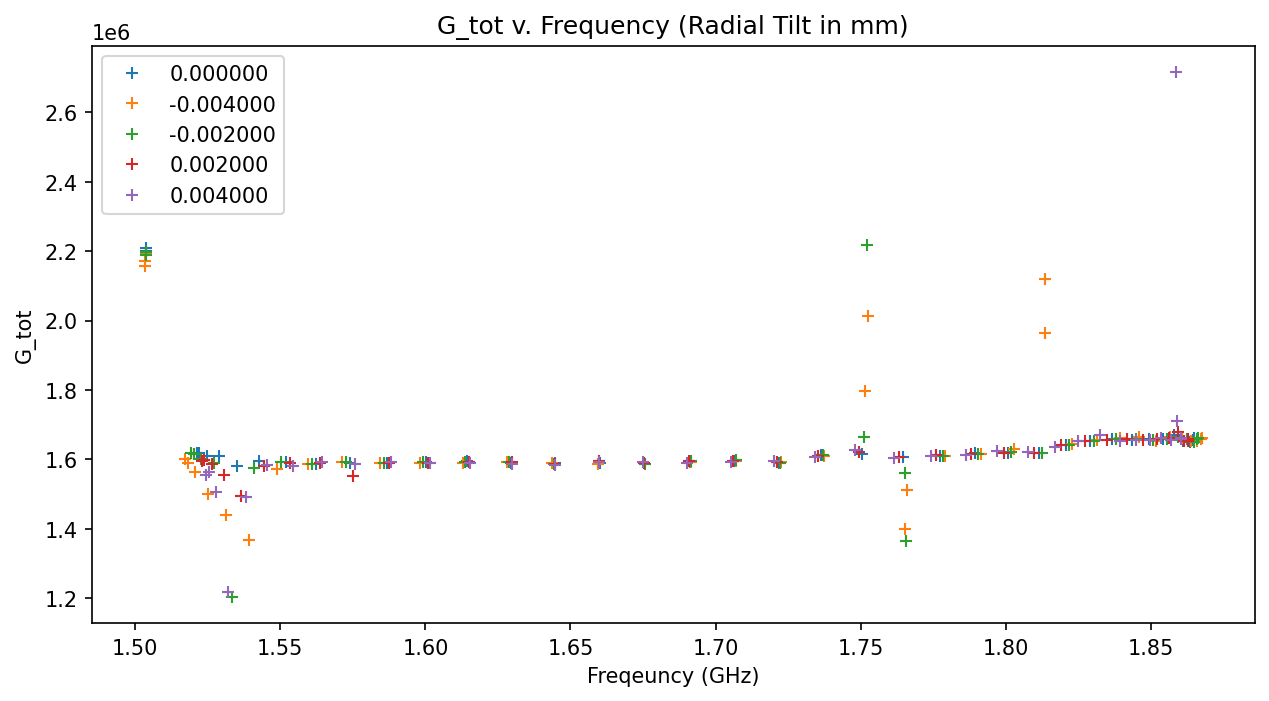 G_tot v. Frequency (Radial Tilt in mm)
1e6
0.000000
-0.004000
-0.002000
0.002000
0.004000
G_tot
2.6
2.4
2.2
2.0
1.8
1.6
1.4
1.2
1.50 1.55 1.60 1.65 1.70 1.75 1.80 1.85
Freqeuncy (GHz)